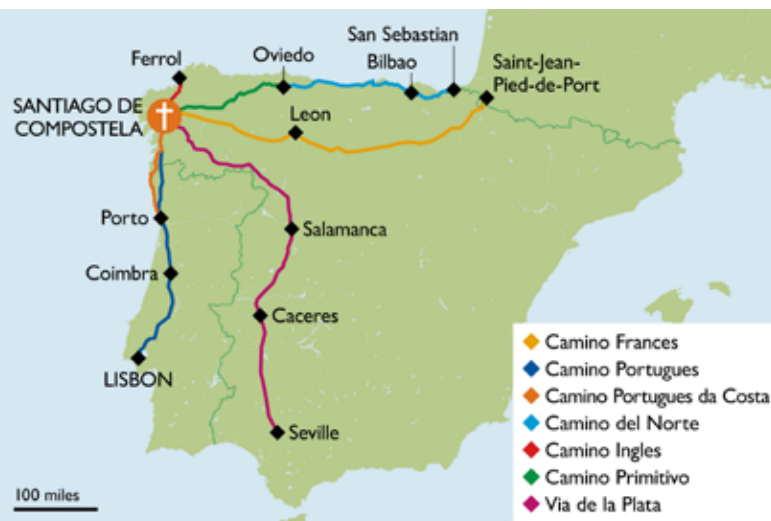 San Sebastian
Ferrol
Oviedo
Bilbao
Saint-Jean-
Pied-de-Port
SANTIAGO DE
COMPOSTELA
Leon
Porto
Salamanca
Coimbra
Caceres
LISBON
Seville
Camino Frances
Camino Portugues
Camino Portugues da Costa
Camino del Norte
Camino Ingles
Camino Primitivo
Via de la Plata
100 miles